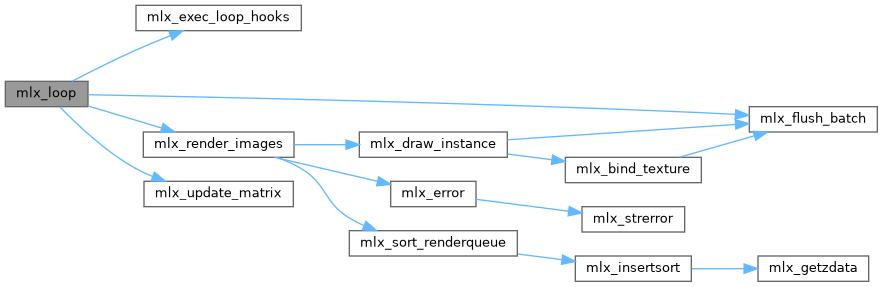 mlx_exec_loop_hooks
mlx_loop
mlx_flush_batch
mlx_render_images
mlx_draw_instance
mlx_bind_texture
mlx_update_matrix
mlx_error
mlx_strerror
mlx_sort_renderqueue
mlx_insertsort
mlx_getzdata